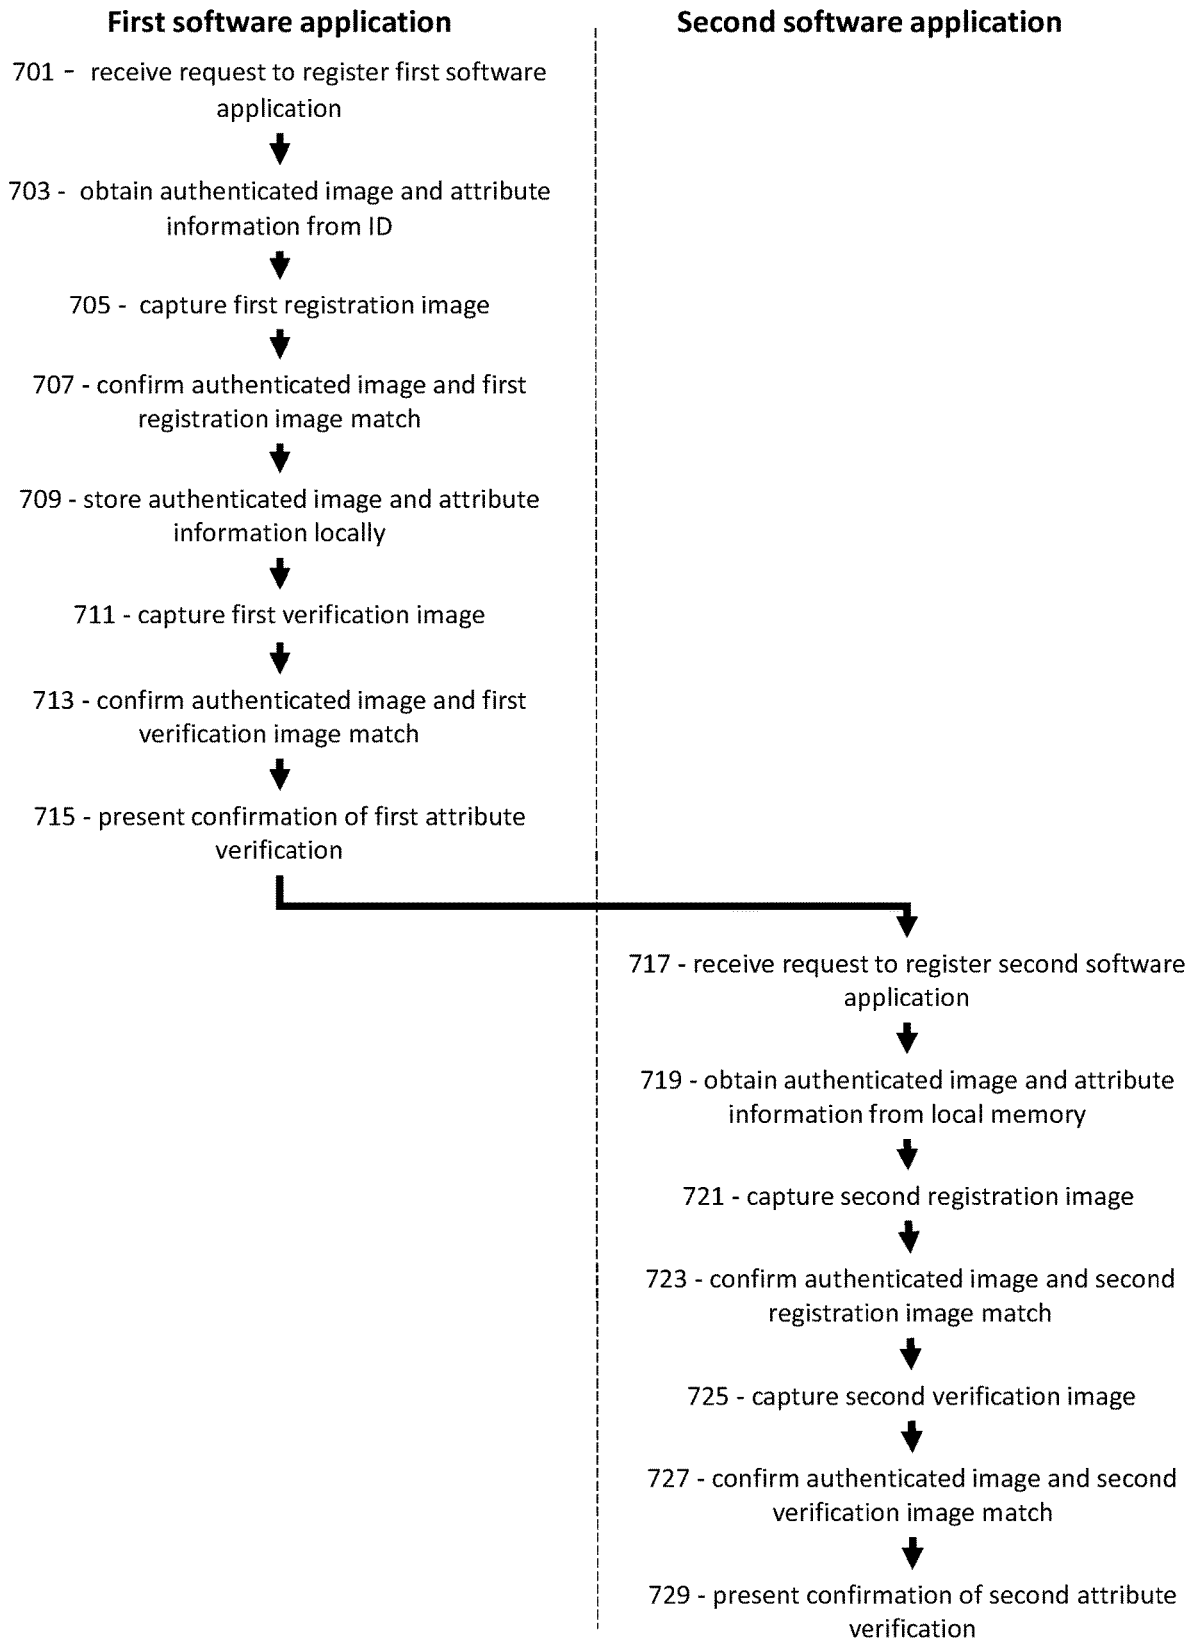 First software application
Second software application
701 - receive request to register first software
application
703 - obtain authenticated image and attribute
information from ID
705 - capture first registration image
707 - confirm authenticated image and first
registration image match
709 - store authenticated image and attribute
information locally
711 - capture first verification image
713 - confirm authenticated image and first
verification image match
715 - present confirmation of first attribute
verification
717 - receive request to register second software
application
719 - obtain authenticated image and attribute
information from local memory
721 - capture second registration image
723 - confirm authenticated image and second
registration image match
725 - capture second verification image
727 - confirm authenticated image and second
verification image match
729 - present confirmation of second attribute
verification